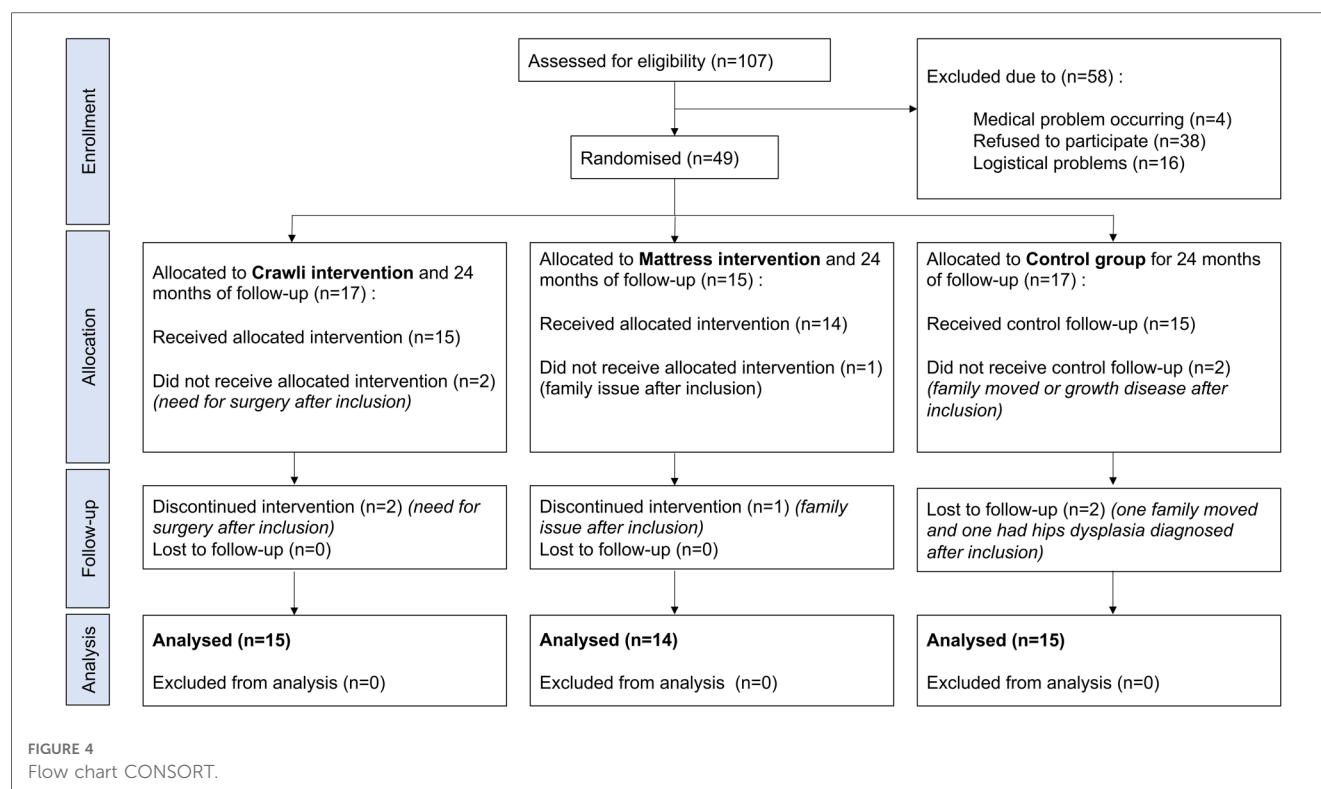 Enrollment
Assessed for eligibility (n=107)
Excluded due to (n=58) :
Medical problem occurring (n=4)
Refused to participate (n=38)
Logistical problems (n=16)
Randomised (n=49)
Allocation
Allocated to Crawli intervention and 24
months of follow-up (n=17) :
Received allocated intervention (n=15)
Did not receive allocated intervention (n=2)
(need for surgery after inclusion)
Allocated to Mattress intervention and 24
months of follow-up (n=15) :
Received allocated intervention (n=14)
Did not receive allocated intervention (n=1)
(family issue after inclusion)
Allocated to Control group for 24 months
of follow-up (n=17) :
Received control follow-up (n=15)
Did not receive control follow-up (n=2)
(family moved or growth disease after
inclusion)
Follow-up
Discontinued intervention (n=2) (need for
surgery after inclusion)
Lost to follow-up (n=0)
Discontinued intervention (n=1) (family
issue after inclusion)
Lost to follow-up (n=0)
Lost to follow-up (n=2) (one family moved
and one had hips dysplasia diagnosed
after inclusion)
Analysis
Analysed (n=15)
Excluded from analysis (n=0)
Analysed (n=14)
Excluded from analysis (n=0)
Analysed (n=15)
Excluded from analysis (n=0)
FIGURE 4
Flow chart CONSORT.